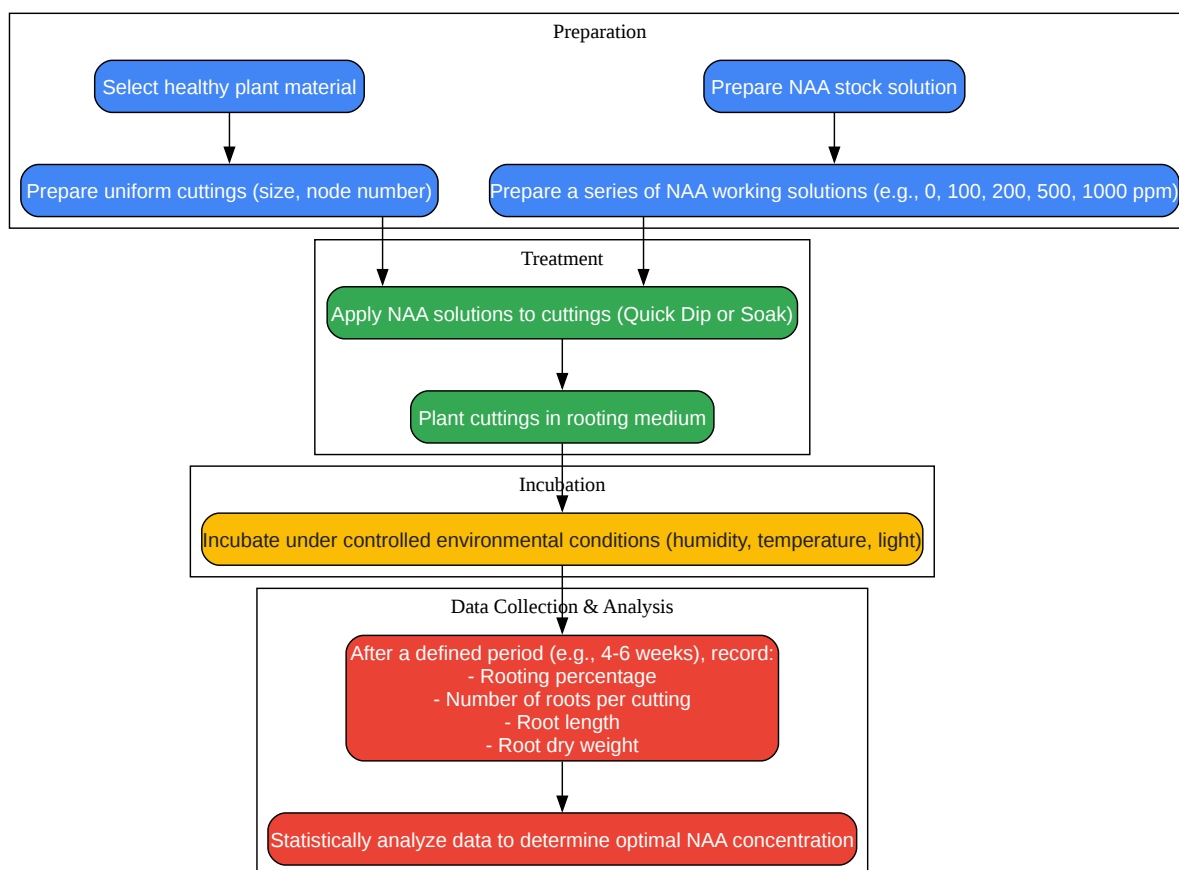 Preparation
Select healthy plant material
Prepare NAA stock solution
Prepare uniform cuttings (size, node number)
Prepare a series of NAA working solutions (e.g., 0, 100, 200, 500, 1000 ppm)
Treatment
Apply NAA solutions to cuttings (Quick Dip or Soak)
Plant cuttings in rooting medium
Incubation
Incubate under controlled environmental conditions (humidity, temperature, light)
Data Collection & Analysis
After a defined period (e.g., 4-6 weeks), record:
- Rooting percentage
- Number of roots per cutting
- Root length
- Root dry weight
Statistically analyze data to determine optimal NAA concentration